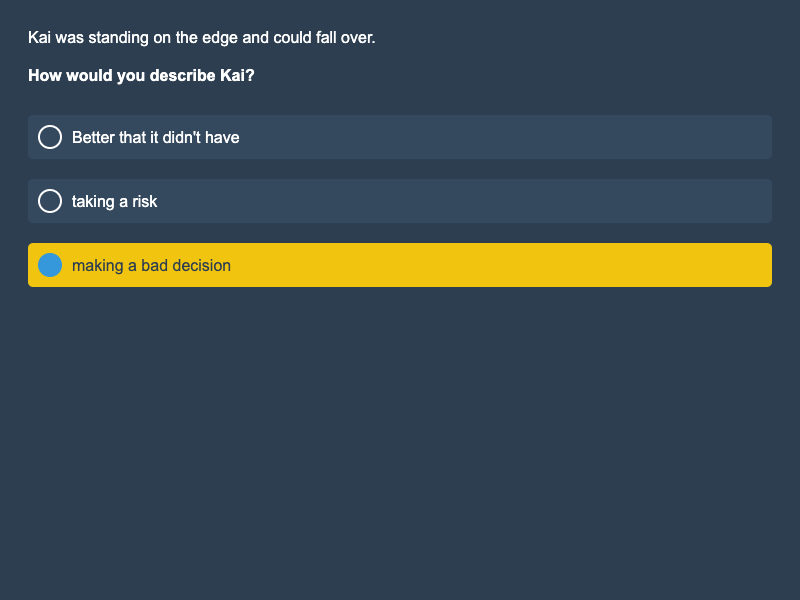 Kai was standing on the edge and could fall over.
How would you describe Kai?
Better that it didn't have
taking a risk
making a bad decision